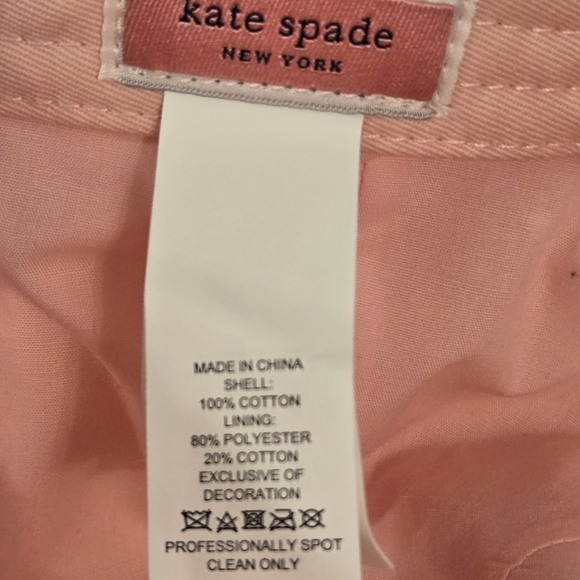 kate spade
NEW YORK
MADE IN CHINA
SHELL:
100% COTTON
LINING:
80% POLYESTER
20% COTTON
EXCLUSIVE OF
DECORATION
PROFESSIONALLY SPOT
CLEAN ONLY